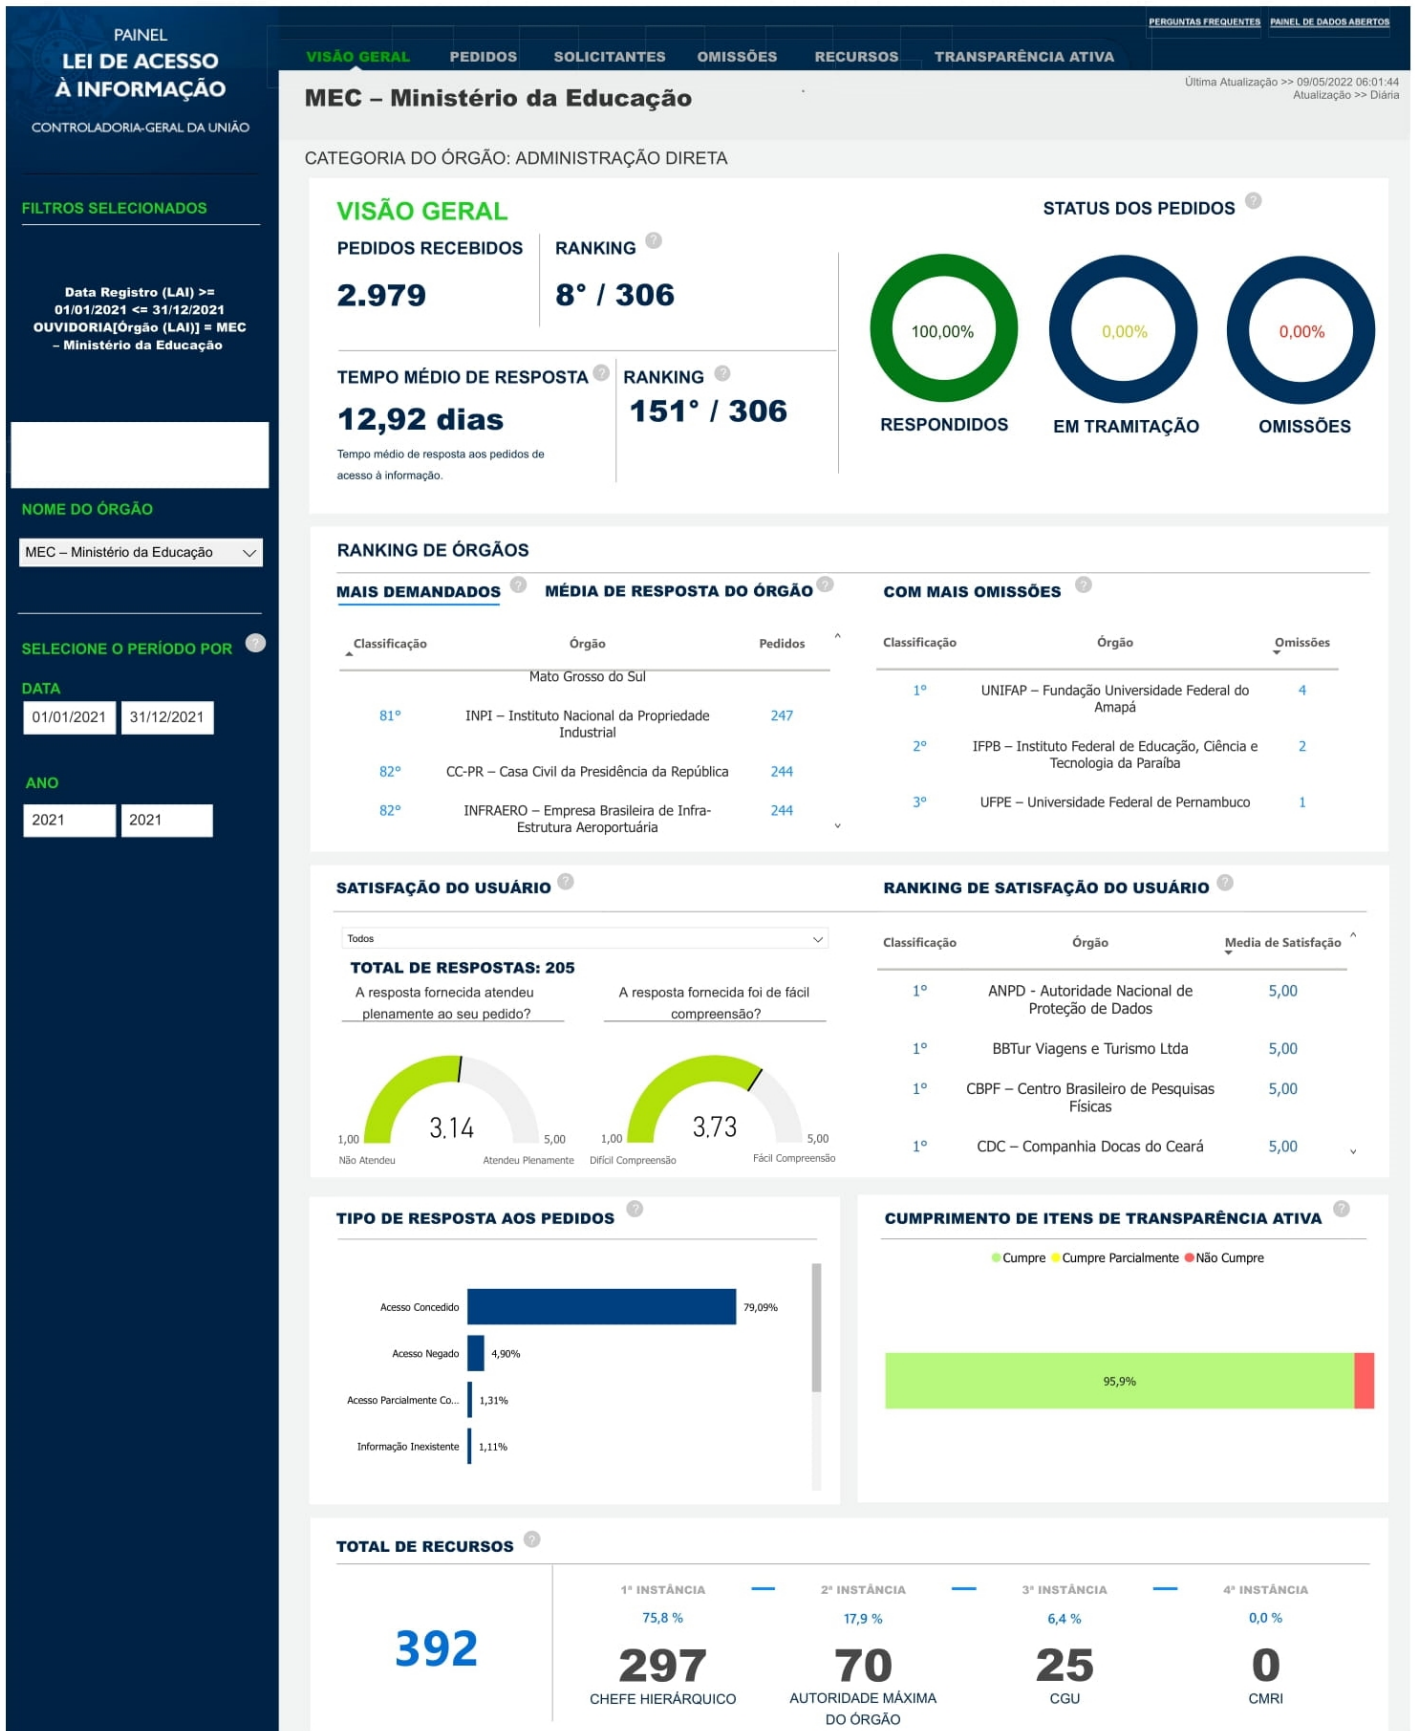 PAINEL
LEI DE ACESSO
À INFORMAÇÃO
CONTROLADORIA-GERAL DA UNIÃO
FILTROS SELECIONADOS
Data Registro (LAI) >=
01/01/2021 <= 31/12/2021
OUVIDORIA[Órgão (LAI)] = MEC
– Ministério da Educação
NOME DO ÓRGÃO
MEC – Ministério da Educação
SELECIONE O PERÍODO POR ?
DATA
01/01/2021 31/12/2021
ANO
2021 2021
PERGUNTAS FREQUENTES PAINEL DE DADOS ABERTOS
VISÃO GERAL PEDIDOS SOLICITANTES OMISSÕES RECURSOS TRANSPARÊNCIA ATIVA
Última Atualização >> 09/05/2022 06:01:44
Atualização >> Diária
MEC – Ministério da Educação
CATEGORIA DO ÓRGÃO: ADMINISTRAÇÃO DIRETA
VISÃO GERAL
PEDIDOS RECEBIDOS RANKING ?
2.979 8° / 306
TEMPO MÉDIO DE RESPOSTA ? RANKING ?
12,92 dias 151° / 306
Tempo médio de resposta aos pedidos de
acesso à informação.
STATUS DOS PEDIDOS ?
100,00% 0,00% 0,00%
RESPONDIDOS EM TRAMITAÇÃO OMISSÕES
RANKING DE ÓRGÃOS
MAIS DEMANDADOS ? MÉDIA DE RESPOSTA DO ÓRGÃO ?
Classificação Órgão Pedidos
Mato Grosso do Sul
81º INPI – Instituto Nacional da Propriedade 247
Industrial
82º CC-PR – Casa Civil da Presidência da República 244
82º INFRAERO – Empresa Brasileira de Infra- 244
Estrutura Aeroportuária
COM MAIS OMISSÕES ?
Classificação Órgão Omissões
1º UNIFAP – Fundação Universidade Federal do 4
Amapá
2º IFPB – Instituto Federal de Educação, Ciência e 2
Tecnologia da Paraíba
3º UFPE – Universidade Federal de Pernambuco 1
SATISFAÇÃO DO USUÁRIO ?
Todos
TOTAL DE RESPOSTAS: 205
A resposta fornecida atendeu
plenamente ao seu pedido?
3,14
1,00 5,00
Não Atendeu Atendeu Plenamente
A resposta fornecida foi de fácil
compreensão?
3,73
1,00 5,00
Difícil Compreensão Fácil Compreensão
RANKING DE SATISFAÇÃO DO USUÁRIO ?
Classificação Órgão Media de Satisfação
1º ANPD - Autoridade Nacional de 5,00
Proteção de Dados
1º BBTur Viagens e Turismo Ltda 5,00
1º CBPF – Centro Brasileiro de Pesquisas 5,00
Físicas
1º CDC – Companhia Docas do Ceará 5,00
TIPO DE RESPOSTA AOS PEDIDOS ?
Acesso Concedido 79,09%
Acesso Negado 4,90%
Acesso Parcialmente Co... 1,31%
Informação Inexistente 1,11%
CUMPRIMENTO DE ITENS DE TRANSPARÊNCIA ATIVA ?
Cumpre Cumpre Parcialmente Não Cumpre
95,9%
TOTAL DE RECURSOS ?
392
1ª INSTÂNCIA 2ª INSTÂNCIA 3ª INSTÂNCIA 4ª INSTÂNCIA
75,8 % 17,9 % 6,4 % 0,0 %
297 70 25 0
CHEFE HIERÁRQUICO AUTORIDADE MÁXIMA CGU CMRI
DO ÓRGÃO